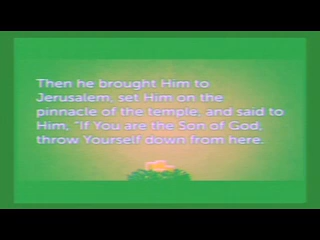 Then he brought Him to
Jerusalem, set Him on the
pinnacle of the temple, and said to
Him, "If You are the Son of God,
throw Yourself down from here.